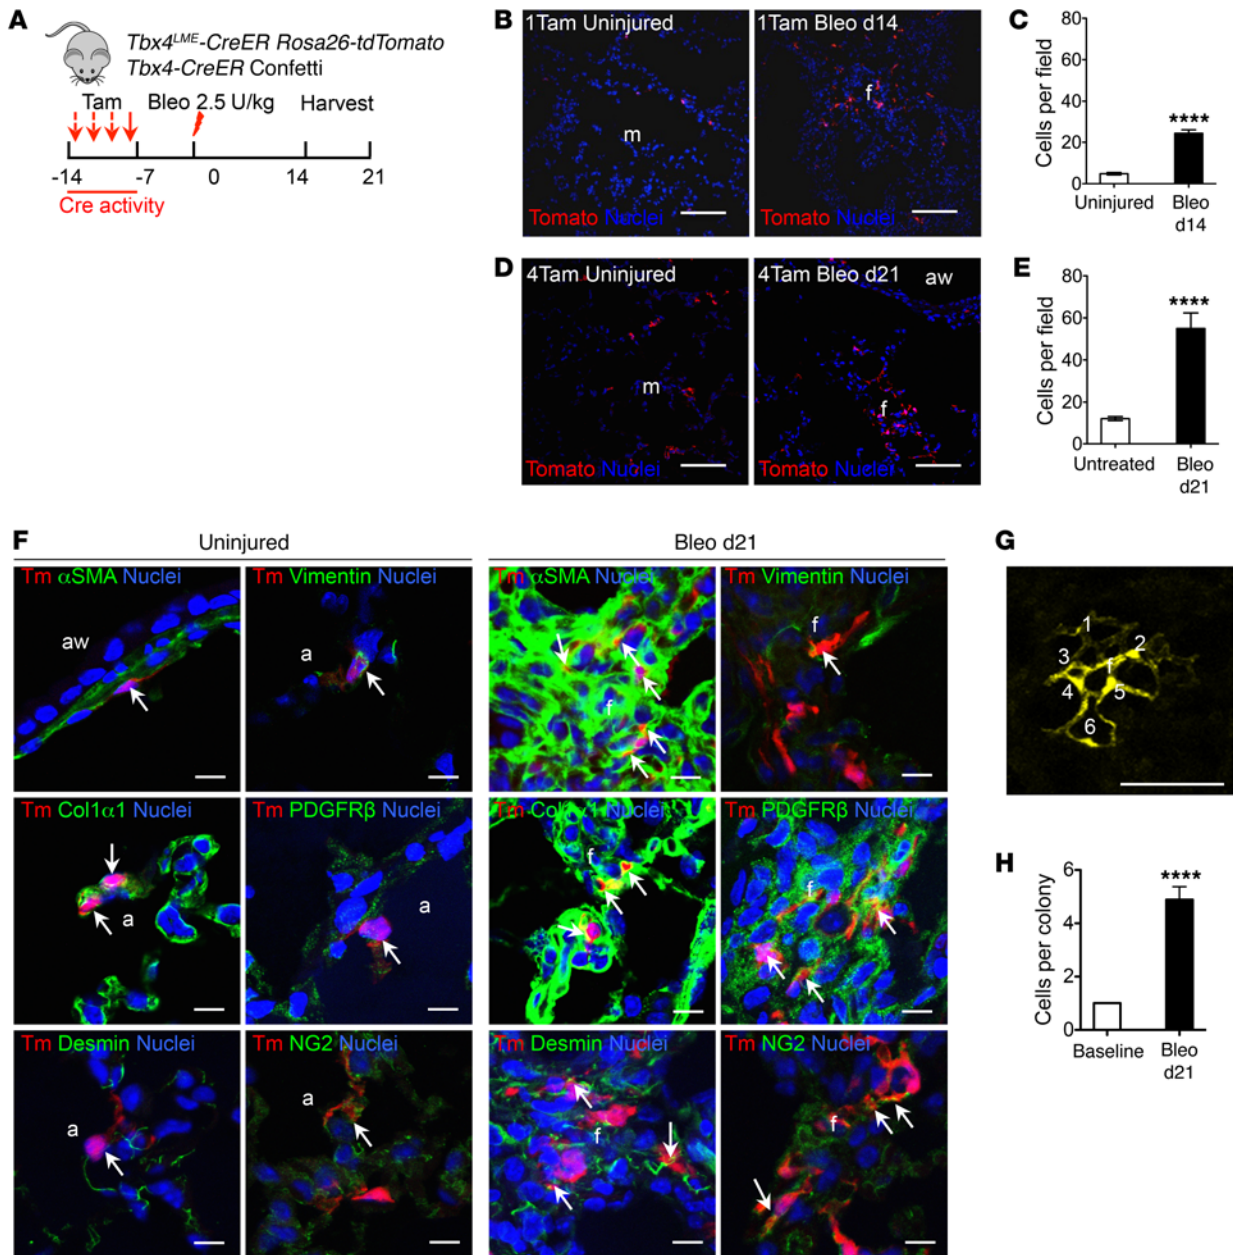 A
Tbx4LME-CreER Rosa26-tdTomato
Tbx4-CreER Confetti
Tam Bleo 2.5 U/kg Harvest
-14 -7 0 14 21
Cre activity
B
1Tam Uninjured
m
Tomato Nuclei
1Tam Bleo d14
f
Tomato Nuclei
C
Cells per field
80
60
40
20
0
****
Uninjured Bleo
d14
D
4Tam Uninjured
m
Tomato Nuclei
4Tam Bleo d21
aw
f
Tomato Nuclei
E
Cells per field
80
60
40
20
0
****
Untreated Bleo
d21
F
Uninjured
Bleo d21
Tm αSMA Nuclei
aw
Tm Vimentin Nuclei
a
Tm αSMA Nuclei
f
Tm Vimentin Nuclei
f
Tm Col1α1 Nuclei
a
Tm PDGFRβ Nuclei
a
Tm Col1α1 Nuclei
f
Tm PDGFRβ Nuclei
f
Tm Desmin Nuclei
a
Tm NG2 Nuclei
a
Tm Desmin Nuclei
f
Tm NG2 Nuclei
f
G
1
2
3
f
4
5
6
H
Cells per colony
6
4
2
0
****
Baseline Bleo
d21